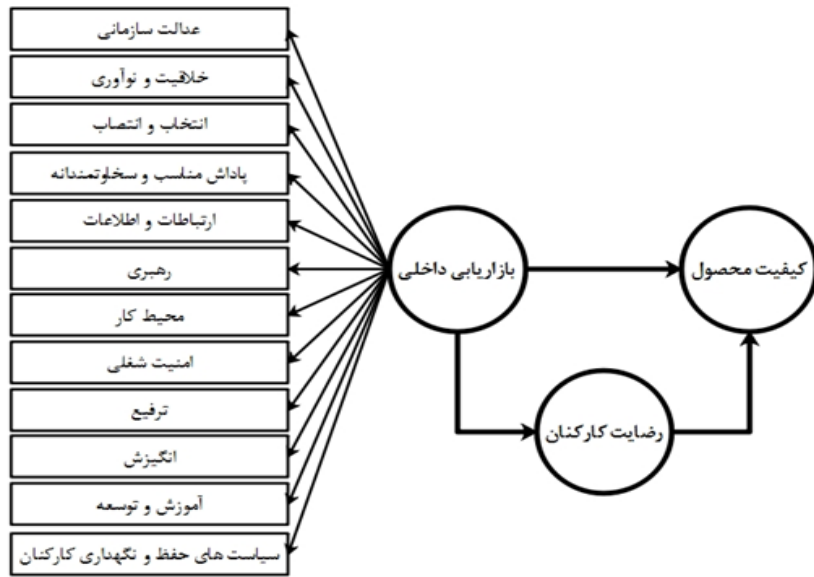 عدالت سازمانی
خلاقیت و نوآوری
انتخاب و انتصاب
پاداش مناسب و سخاوتمندانه
ارتباطات و اطلاعات
رهبری
محیط کار
امنیت شغلی
ترفیع
انگیزش
آموزش و توسعه
سیاست های حفظ و نگهداری کارکنان
بازاریابی داخلی
کیفیت محصول
رضایت کارکنان